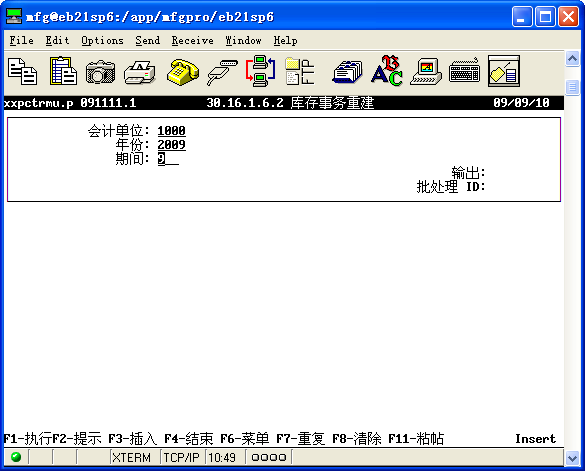 mfg@eb21sp6:/app/mfgpro/eb21sp6
File Edit Options Send Receive Window Help
xxpctrmu.p 091111.1 30.16.1.6.2 库存事务重建 09/09/10
会计单位: 1000
年份: 2009
期间: 9
输出:
批处理 ID:
F1-执行F2-提示 F3-插入 F4-结束 F6-菜单 F7-重复 F8-清除 F11-粘帖 Insert
XTERM TCP/IP 10:49